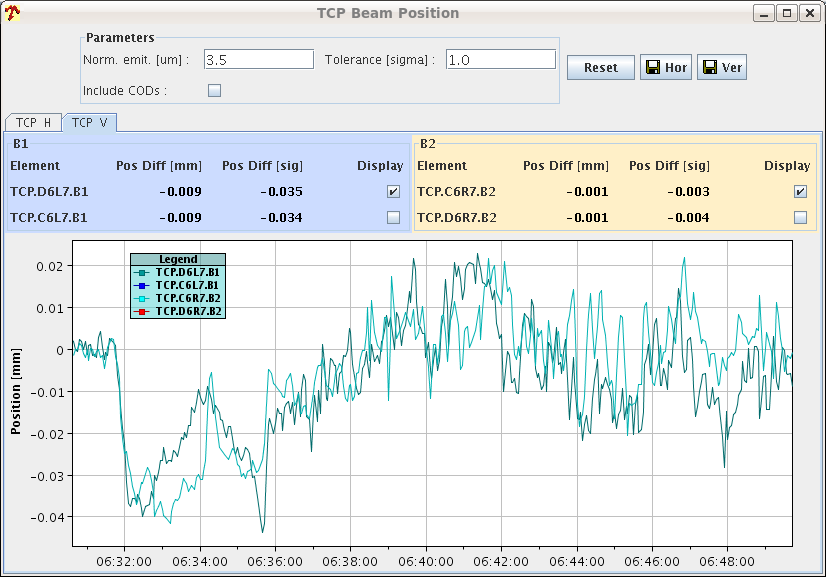 TCP Beam Position
Parameters
Norm. emit. [um] : 3.5 Tolerance [sigma] : 1.0
Reset Hor Ver
Include CODs :
TCP H TCP V
B1
Element Pos Diff [mm] Pos Diff [sig] Display
TCP.D6L7.B1 -0.009 -0.035
TCP.C6L7.B1 -0.009 -0.034
B2
Element Pos Diff [mm] Pos Diff [sig] Display
TCP.C6R7.B2 -0.001 -0.003
TCP.D6R7.B2 -0.001 -0.004
Legend
TCP.D6L7.B1
TCP.C6L7.B1
TCP.C6R7.B2
TCP.D6R7.B2
Position [mm]
0.02
0.01
0
-0.01
-0.02
-0.03
-0.04
06:32:00 06:34:00 06:36:00 06:38:00 06:40:00 06:42:00 06:44:00 06:46:00 06:48:00